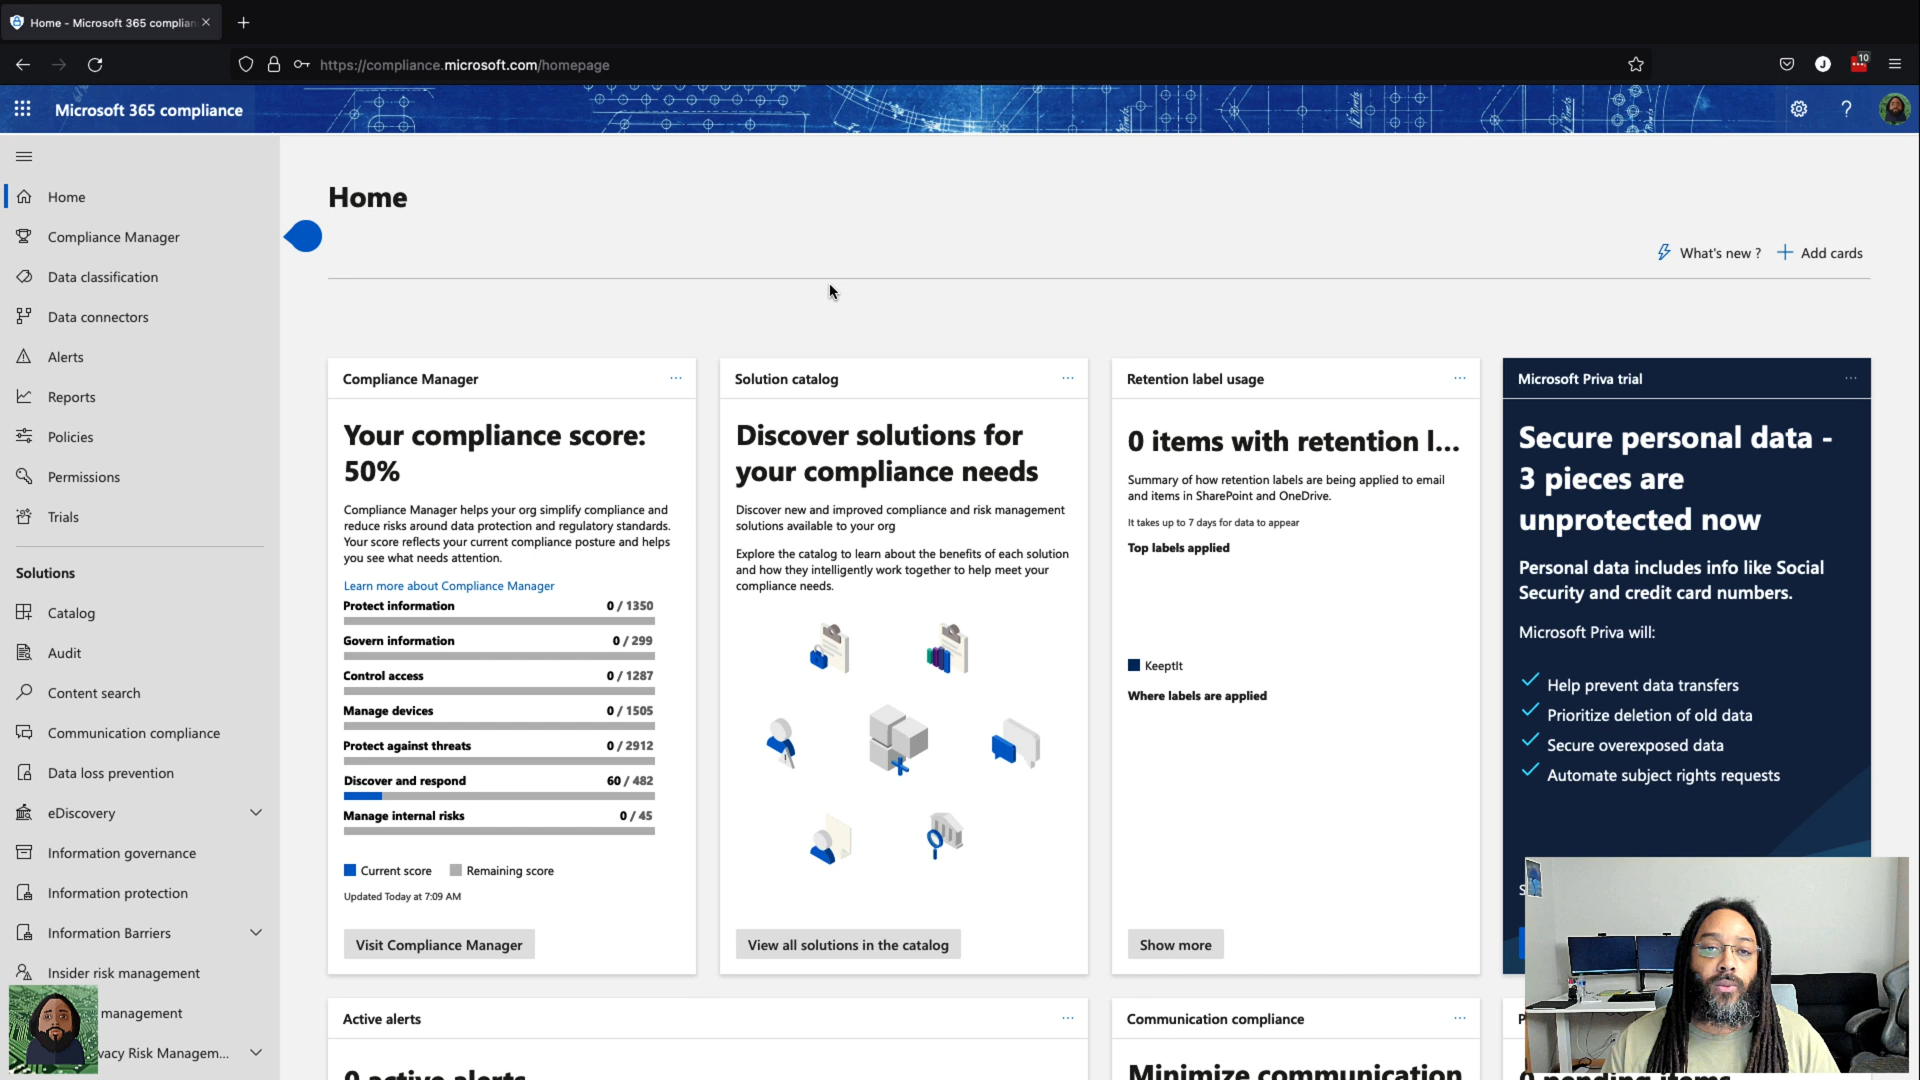 Home - Microsoft 365 complian
https://compliance.microsoft.com/homepage
J
10
Microsoft 365 compliance
?
Home
Compliance Manager
Data classification
Data connectors
Alerts
Reports
Policies
Permissions
Trials
Solutions
Catalog
Audit
Content search
Communication compliance
Data loss prevention
eDiscovery
Information governance
Information protection
Information Barriers
Insider risk management
management
vacy Risk Managem...
Home
What's new ?
Add cards
Compliance Manager
Your compliance score:
50%
Compliance Manager helps your org simplify compliance and
reduce risks around data protection and regulatory standards.
Your score reflects your current compliance posture and helps
you see what needs attention.
Learn more about Compliance Manager
Protect information 0 / 1350
Govern information 0 / 299
Control access 0 / 1287
Manage devices 0 / 1505
Protect against threats 0 / 2912
Discover and respond 60 / 482
Manage internal risks 0 / 45
Current score Remaining score
Updated Today at 7:09 AM
Visit Compliance Manager
Solution catalog
Discover solutions for
your compliance needs
Discover new and improved compliance and risk management
solutions available to your org
Explore the catalog to learn about the benefits of each solution
and how they intelligently work together to help meet your
compliance needs.
View all solutions in the catalog
Retention label usage
0 items with retention l...
Summary of how retention labels are being applied to email
and items in SharePoint and OneDrive.
It takes up to 7 days for data to appear
Top labels applied
KeeptIt
Where labels are applied
Show more
Microsoft Priva trial
Secure personal data -
3 pieces are
unprotected now
Personal data includes info like Social
Security and credit card numbers.
Microsoft Priva will:
Help prevent data transfers
Prioritize deletion of old data
Secure overexposed data
Automate subject rights requests
Active alerts
0 active alerts
Communication compliance
Minimize communication
0 pending items